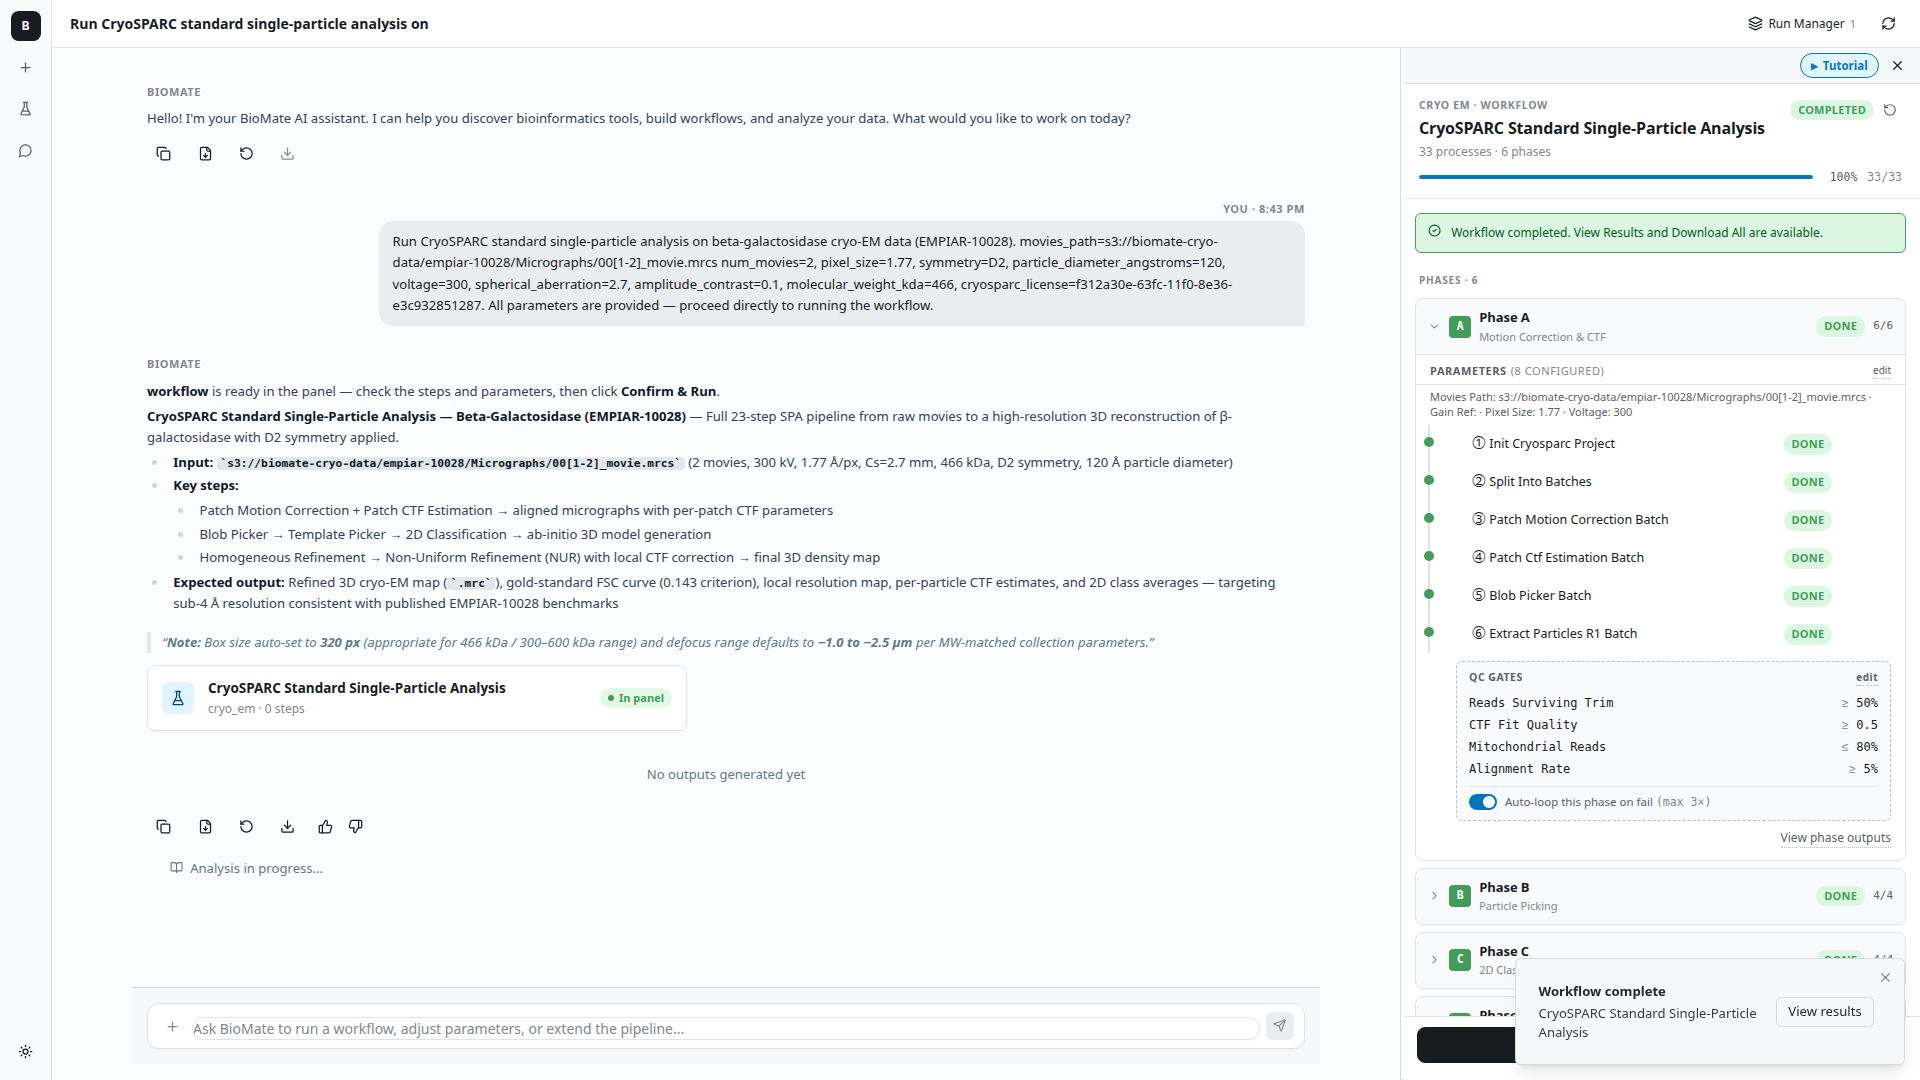 B
Run CryoSPARC standard single-particle analysis on
Run Manager 1
BIOMATE
Hello! I'm your BioMate AI assistant. I can help you discover bioinformatics tools, build workflows, and analyze your data. What would you like to work on today?
YOU · 8:43 PM
Run CryoSPARC standard single-particle analysis on beta-galactosidase cryo-EM data (EMPIAR-10028). movies_path=s3://biomate-cryo-
data/empiar-10028/Micrographs/00[1-2]_movie.mrcs num_movies=2, pixel_size=1.77, symmetry=D2, particle_diameter_angstroms=120,
voltage=300, spherical_aberration=2.7, amplitude_contrast=0.1, molecular_weight_kda=466, cryosparc_license=f312a30e-63fc-11f0-8e36-
e3c932851287. All parameters are provided — proceed directly to running the workflow.
BIOMATE
workflow is ready in the panel — check the steps and parameters, then click Confirm & Run.
CryoSPARC Standard Single-Particle Analysis — Beta-Galactosidase (EMPIAR-10028) — Full 23-step SPA pipeline from raw movies to a high-resolution 3D reconstruction of β-
galactosidase with D2 symmetry applied.
Input: `s3://biomate-cryo-data/empiar-10028/Micrographs/00[1-2]_movie.mrcs` (2 movies, 300 kV, 1.77 Å/px, Cs=2.7 mm, 466 kDa, D2 symmetry, 120 Å particle diameter)
Key steps:
Patch Motion Correction + Patch CTF Estimation → aligned micrographs with per-patch CTF parameters
Blob Picker → Template Picker → 2D Classification → ab-initio 3D model generation
Homogeneous Refinement → Non-Uniform Refinement (NUR) with local CTF correction → final 3D density map
Expected output: Refined 3D cryo-EM map (`.mrc`), gold-standard FSC curve (0.143 criterion), local resolution map, per-particle CTF estimates, and 2D class averages — targeting
sub-4 Å resolution consistent with published EMPIAR-10028 benchmarks
“Note: Box size auto-set to 320 px (appropriate for 466 kDa / 300–600 kDa range) and defocus range defaults to −1.0 to −2.5 μm per MW-matched collection parameters.”
CryoSPARC Standard Single-Particle Analysis
cryo_em · 0 steps
In panel
No outputs generated yet
Analysis in progress...
Ask BioMate to run a workflow, adjust parameters, or extend the pipeline...
▶ Tutorial
CRYO EM · WORKFLOW
COMPLETED
CryoSPARC Standard Single-Particle Analysis
33 processes · 6 phases
100% 33/33
Workflow completed. View Results and Download All are available.
PHASES · 6
A
Phase A
Motion Correction & CTF
DONE 6/6
PARAMETERS (8 CONFIGURED)
edit
Movies Path: s3://biomate-cryo-data/empiar-10028/Micrographs/00[1-2]_movie.mrcs ·
Gain Ref: · Pixel Size: 1.77 · Voltage: 300
① Init Cryosparc Project DONE
② Split Into Batches DONE
③ Patch Motion Correction Batch DONE
④ Patch Ctf Estimation Batch DONE
⑤ Blob Picker Batch DONE
⑥ Extract Particles R1 Batch DONE
QC GATES edit
Reads Surviving Trim ≥ 50%
CTF Fit Quality ≥ 0.5
Mitochondrial Reads ≤ 80%
Alignment Rate ≥ 5%
Auto-loop this phase on fail (max 3×)
View phase outputs
B
Phase B
Particle Picking
DONE 4/4
C
Phase C
2D
Workflow complete
CryoSPARC Standard Single-Particle
Analysis
View results